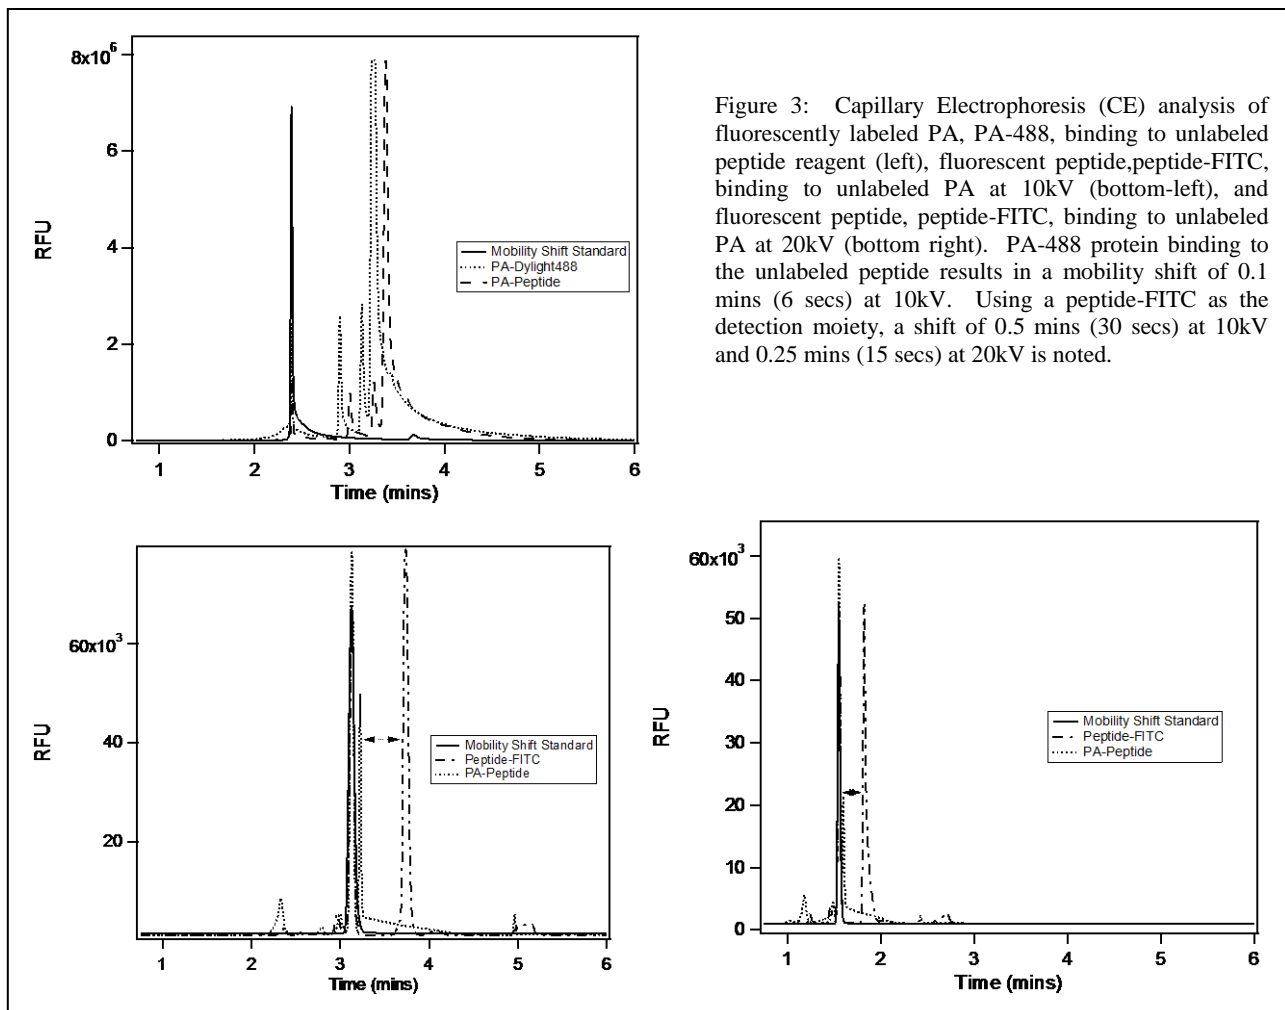 8x10^6
6
4
2
0
RFU
Mobility Shift Standard
PA-Dylight488
PA-Peptide
1 2 3 4 5 6
Time (mins)
Figure 3: Capillary Electrophoresis (CE) analysis of
fluorescently labeled PA, PA-488, binding to unlabeled
peptide reagent (left), fluorescent peptide,peptide-FITC,
binding to unlabeled PA at 10kV (bottom-left), and
fluorescent peptide, peptide-FITC, binding to unlabeled
PA at 20kV (bottom right). PA-488 protein binding to
the unlabeled peptide results in a mobility shift of 0.1
mins (6 secs) at 10kV. Using a peptide-FITC as the
detection moiety, a shift of 0.5 mins (30 secs) at 10kV
and 0.25 mins (15 secs) at 20kV is noted.
60x10^3
40
20
RFU
Mobility Shift Standard
Peptide-FITC
PA-Peptide
1 2 3 4 5 6
Time (mins)
60x10^3
50
40
30
20
10
0
RFU
Mobility Shift Standard
Peptide-FITC
PA-Peptide
1 2 3 4 5 6
Time (mins)